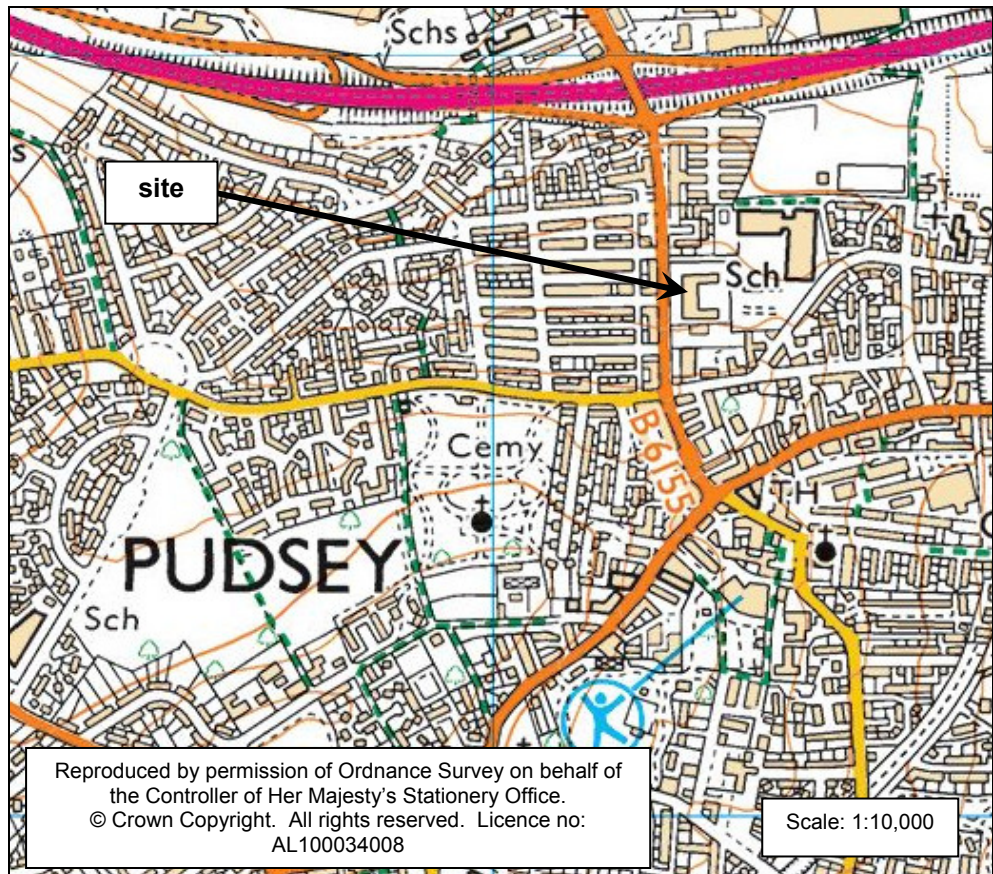 Schs
s
site
Sch
Cemy
B 6155
TH
PUDSEY
Sch
Reproduced by permission of Ordnance Survey on behalf of
the Controller of Her Majesty's Stationery Office.
© Crown Copyright. All rights reserved. Licence no:
AL100034008
Scale: 1:10,000